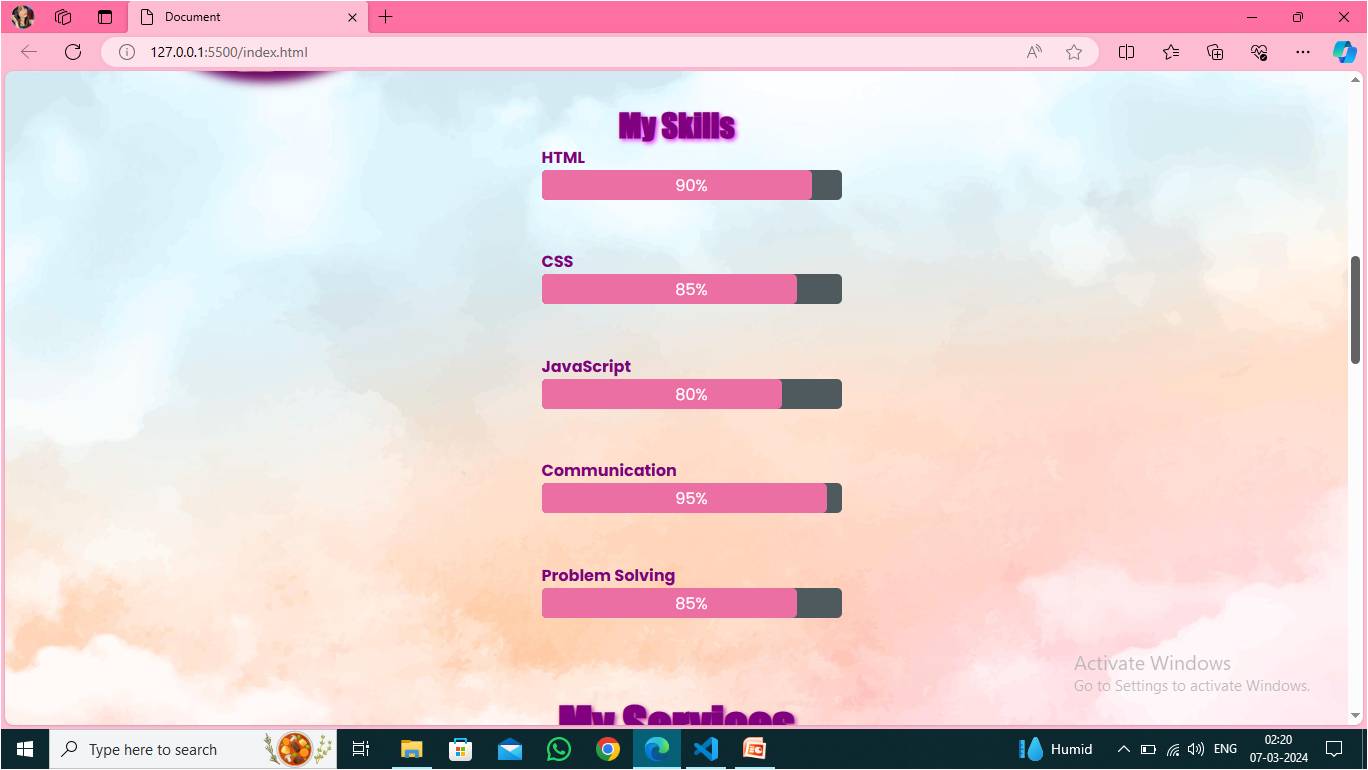 Document
127.0.0.1:5500/index.html
My Skills
HTML
90%
CSS
85%
JavaScript
80%
Communication
95%
Problem Solving
85%
Activate Windows
Go to Settings to activate Windows.
My Services
Type here to search
Humid
ENG
02:20
07-03-2024